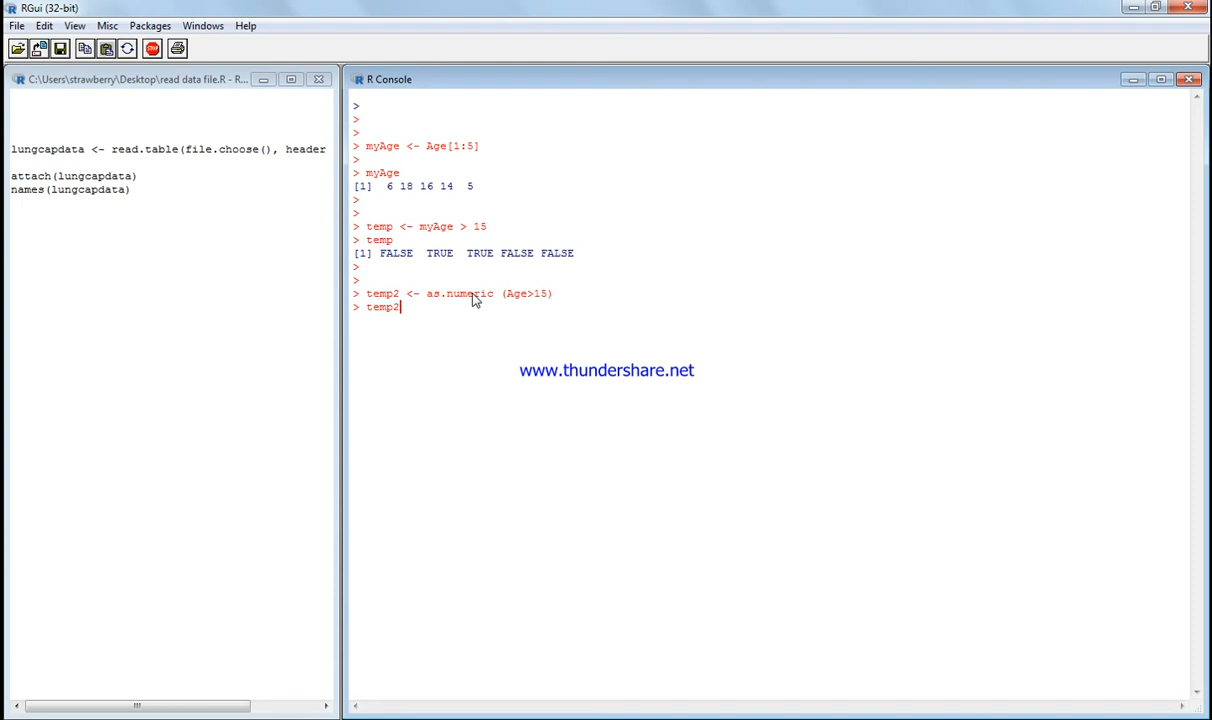 RGui (32-bit)
File Edit View Misc Packages Windows Help
STOP
C:\Users\strawberry\Desktop\read data file.R - R...
lungcapdata <- read.table(file.choose(), header
attach(lungcapdata)
names(lungcapdata)
R Console
>
>
>
> myAge <- Age[1:5]
>
> myAge
[1]  6 18 16 14  5
>
>
> temp <- myAge > 15
> temp
[1] FALSE  TRUE  TRUE FALSE FALSE
>
>
> temp2 <- as.numeric (Age>15)
> temp2
www.thundershare.net